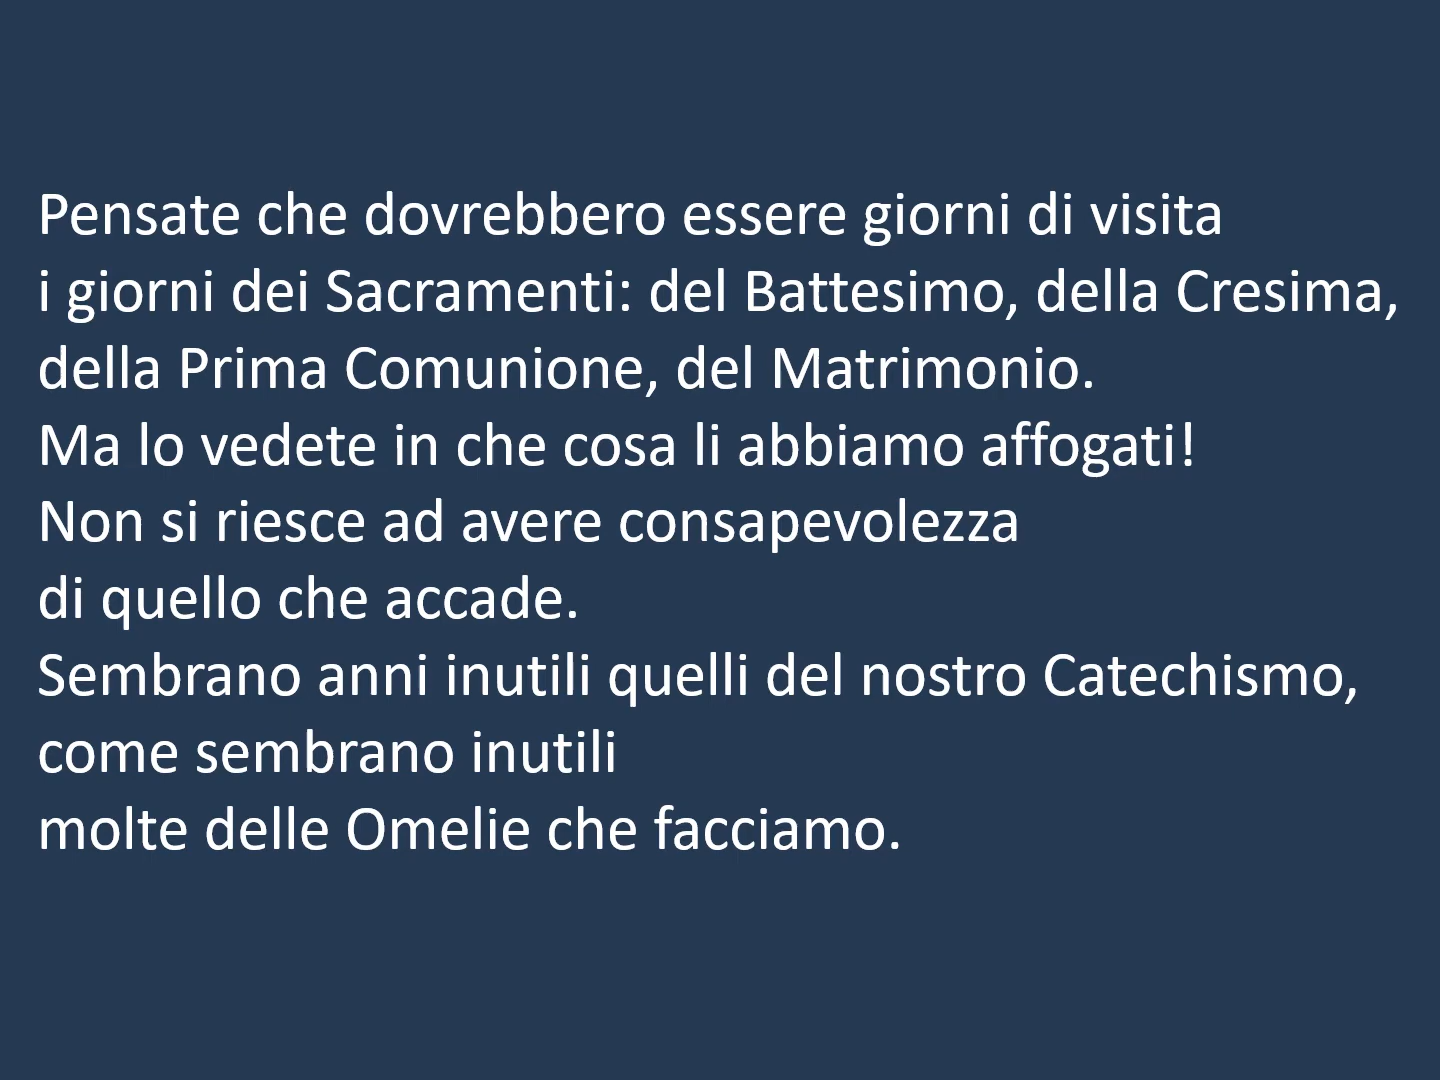 Pensate che dovrebbero essere giorni di visita
i giorni dei Sacramenti: del Battesimo, della Cresima,
della Prima Comunione, del Matrimonio.
Ma lo vedete in che cosa li abbiamo affogati!
Non si riesce ad avere consapevolezza
di quello che accade.
Sembrano anni inutili quelli del nostro Catechismo,
come sembrano inutili
molte delle Omelie che facciamo.